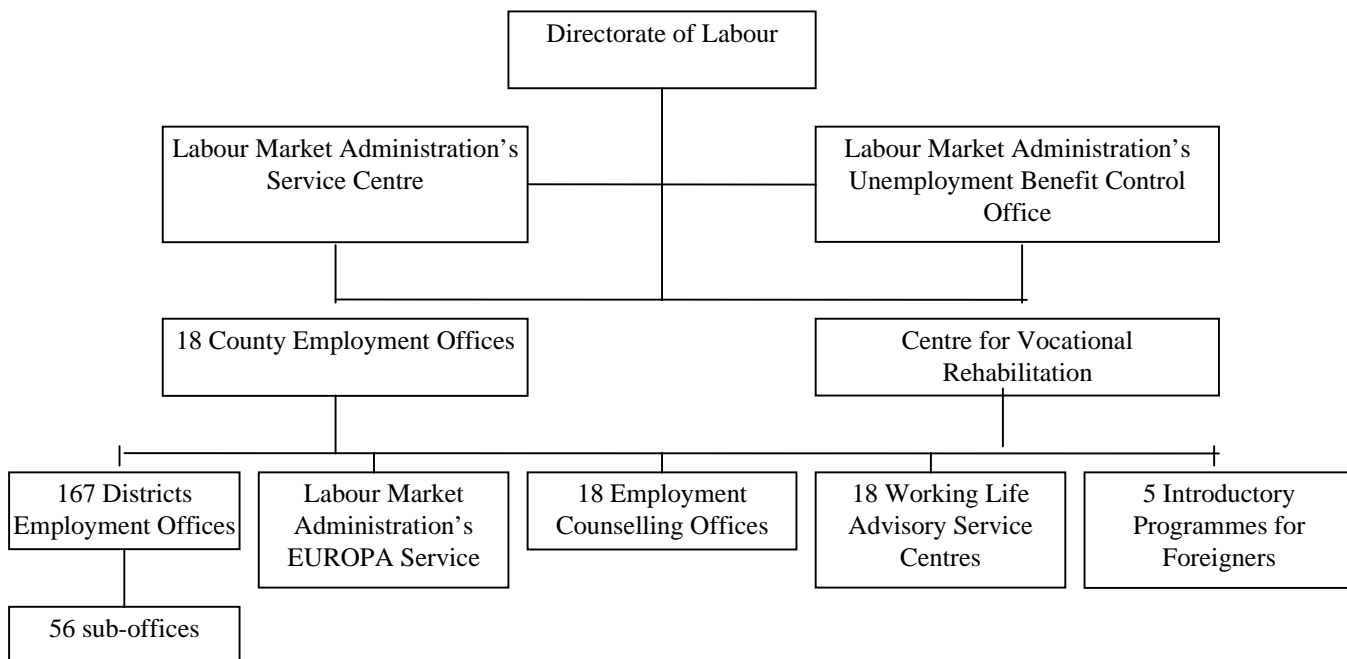 Directorate of Labour
Labour Market Administration’s
Service Centre
Labour Market Administration’s
Unemployment Benefit Control
Office
18 County Employment Offices
Centre for Vocational
Rehabilitation
167 Districts
Employment Offices
Labour Market
Administration’s
EUROPA Service
18 Employment
Counselling Offices
18 Working Life
Advisory Service
Centres
5 Introductory
Programmes for
Foreigners
56 sub-offices